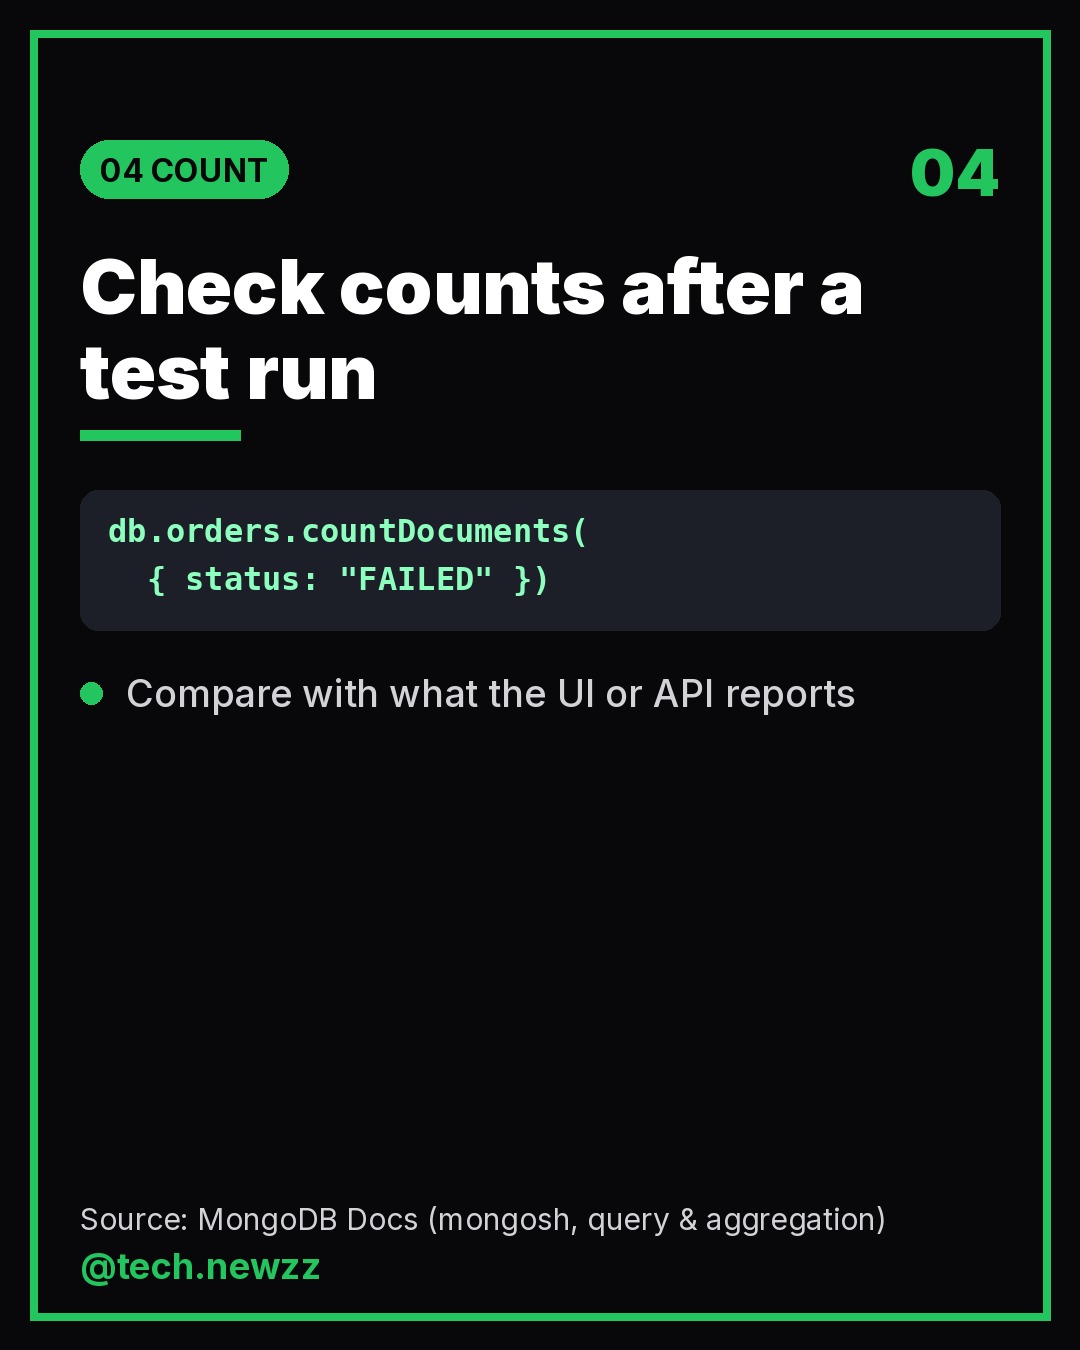 04 COUNT
04
Check counts after a
test run
db.orders.countDocuments(
  { status: "FAILED" })
Compare with what the UI or API reports
Source: MongoDB Docs (mongosh, query & aggregation)
@tech.newzz